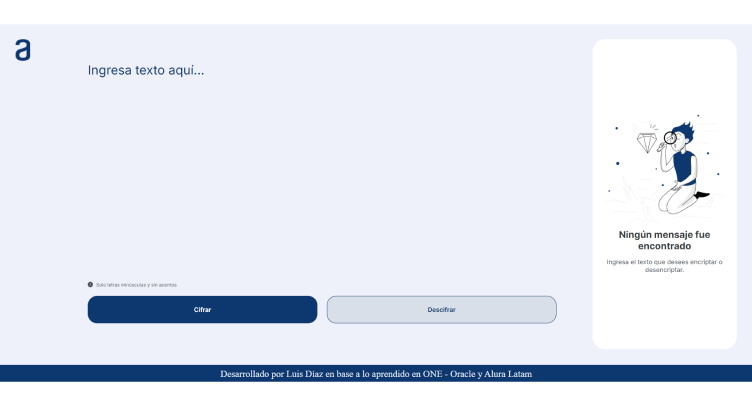 a
Ingresa texto aquí...
Solo letras minúsculas y sin acentos
Cifrar
Descifrar
Ningún mensaje fue
encontrado
Ingresa el texto que desees encriptar o
desencriptar.
Desarrollado por Luis Díaz en base a lo aprendido en ONE - Oracle y Alura Latam